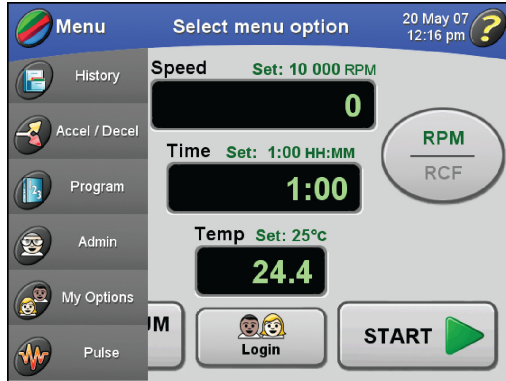 Menu
Select menu option
20 May 07
12:16 pm
?
History
Accel / Decel
Program
Admin
My Options
Pulse
Speed Set: 10 000 RPM
0
Time Set: 1:00 HH:MM
1:00
Temp Set: 25°C
24.4
RPM
RCF
UM
Login
START